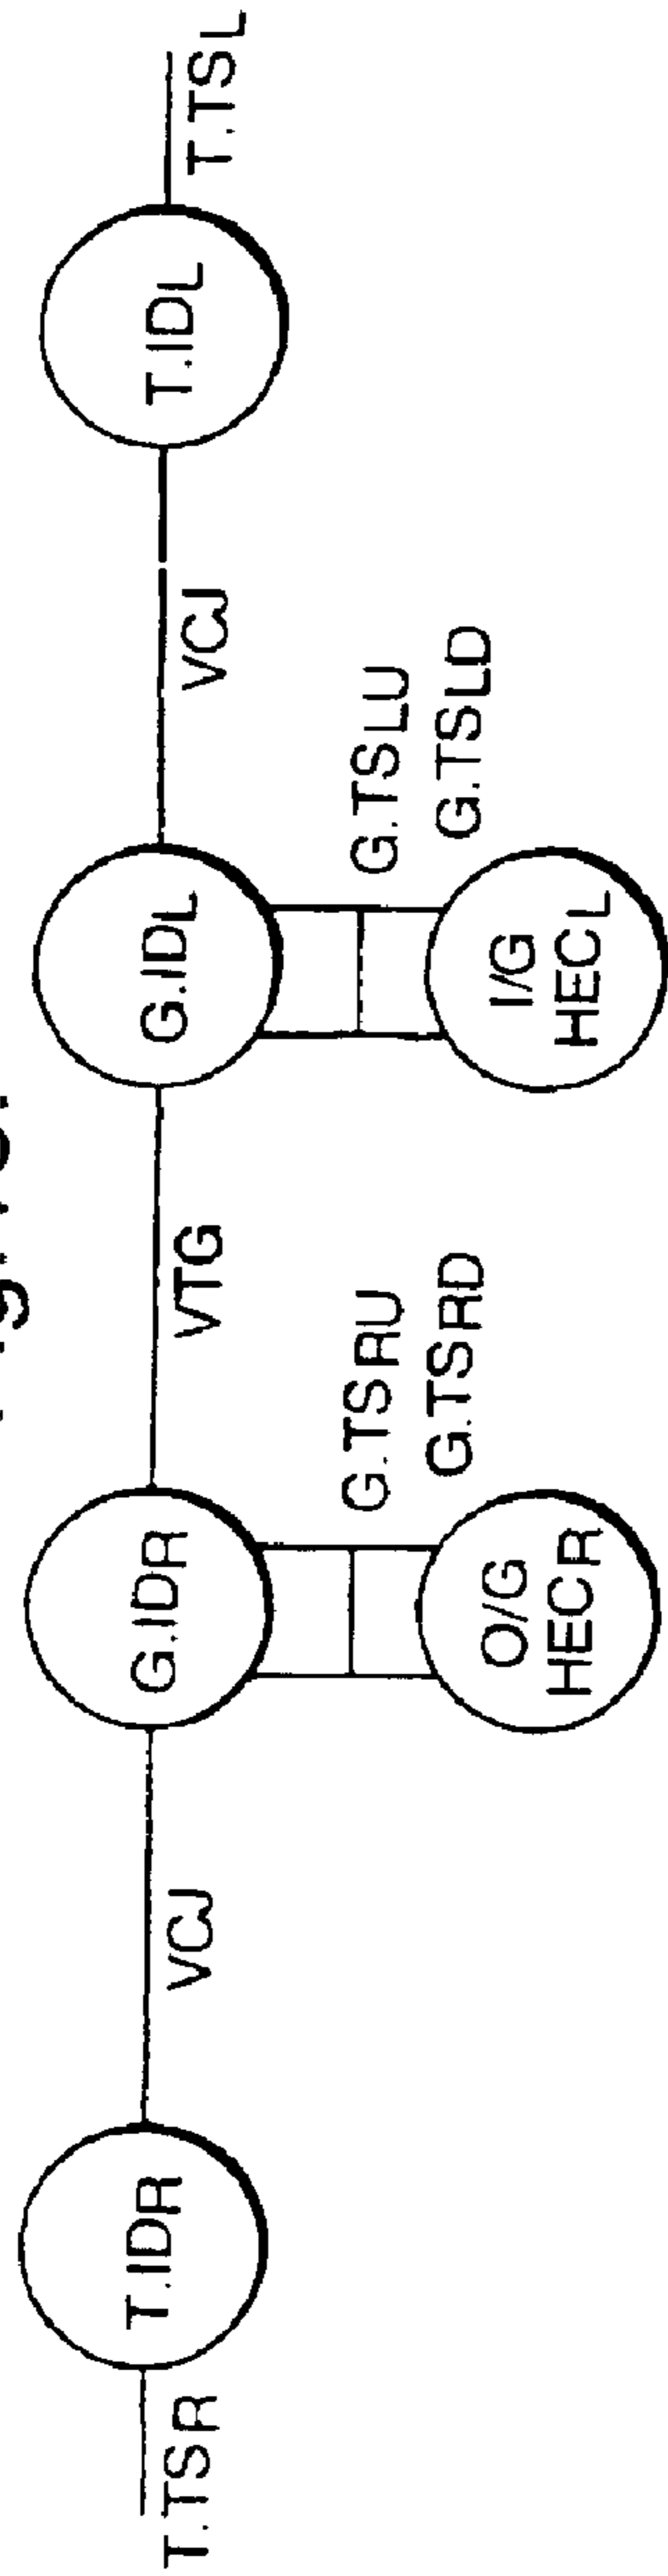 T.TSR
T.IDR
VCJ
G.IDR
VTG
G.IDL
VCJ
T.IDL
T.TSL
O/G
HECR
G.TSRU
G.TSRD
I/G
HECL
G.TSLU
G.TSLD